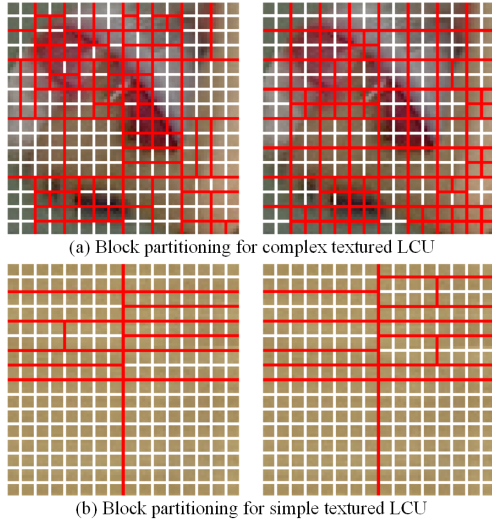 (a) Block partitioning for complex textured LCU
(b) Block partitioning for simple textured LCU